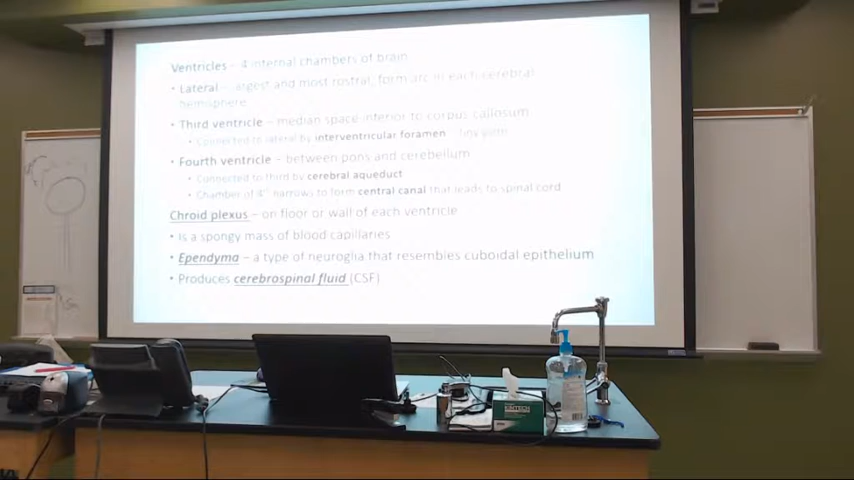 Ventricles – 4 internal chambers of brain
• Lateral – largest and most rostral, form arc in each cerebral
hemisphere
• Third ventricle – median space inferior to corpus callosum
• Connected to lateral by interventricular foramen – tiny pore
• Fourth ventricle – between pons and cerebellum
• Connected to third by cerebral aqueduct
• Chamber of 4th narrows to form central canal that leads to spinal cord
Chroid plexus – on floor or wall of each ventricle
• Is a spongy mass of blood capillaries
• Ependyma – a type of neuroglia that resembles cuboidal epithelium
• Produces cerebrospinal fluid (CSF)
KIMTECH